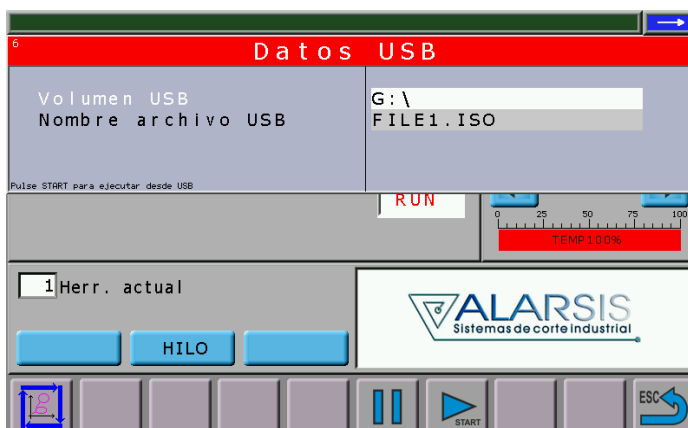 6
Datos USB
Volumen USB G:\
Nombre archivo USB FILE1.ISO
Pulse START para ejecutar desde USB
RUN
0 25 50 75 100
TEMP100%
1 Herr. actual
HILO
ALARSIS
Sistemas de corte industrial
START
ESC